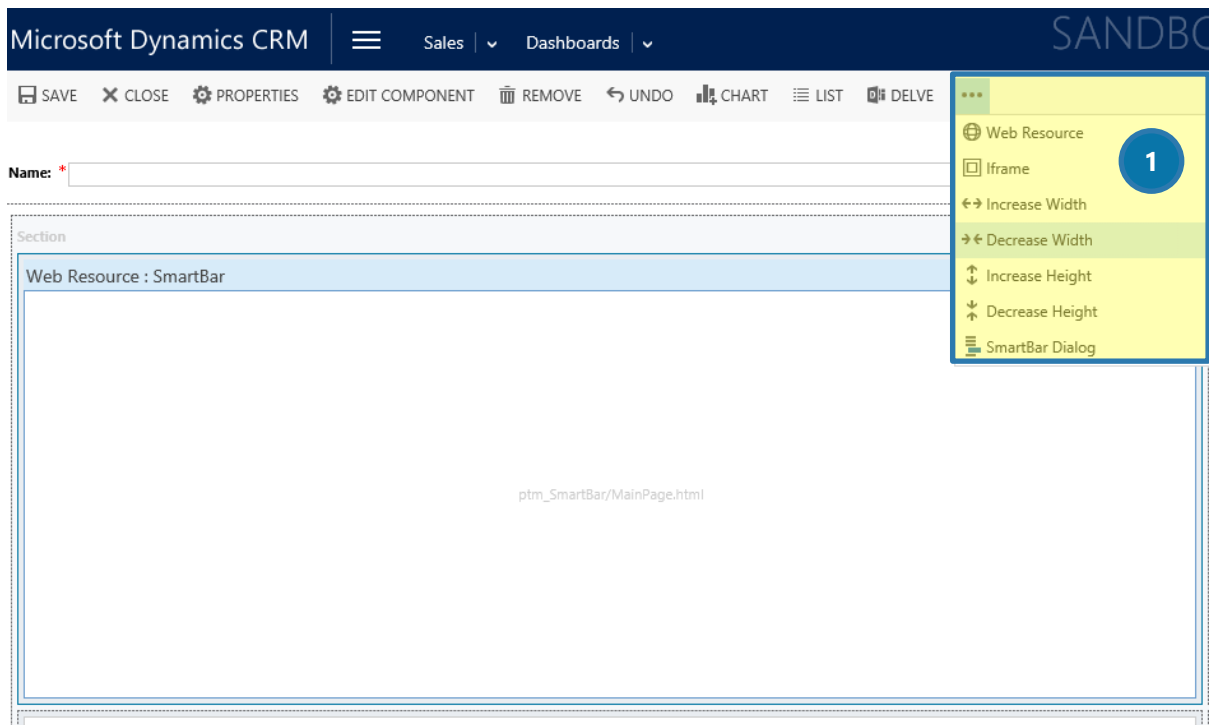 Microsoft Dynamics CRM Sales Dashboards SANDBO
SAVE CLOSE PROPERTIES EDIT COMPONENT REMOVE UNDO CHART LIST DELVE •••
Web Resource
1
Iframe
Name: *
Increase Width
Section
Decrease Width
Web Resource : SmartBar
Increase Height
Decrease Height
SmartBar Dialog
ptm_SmartBar/MainPage.html